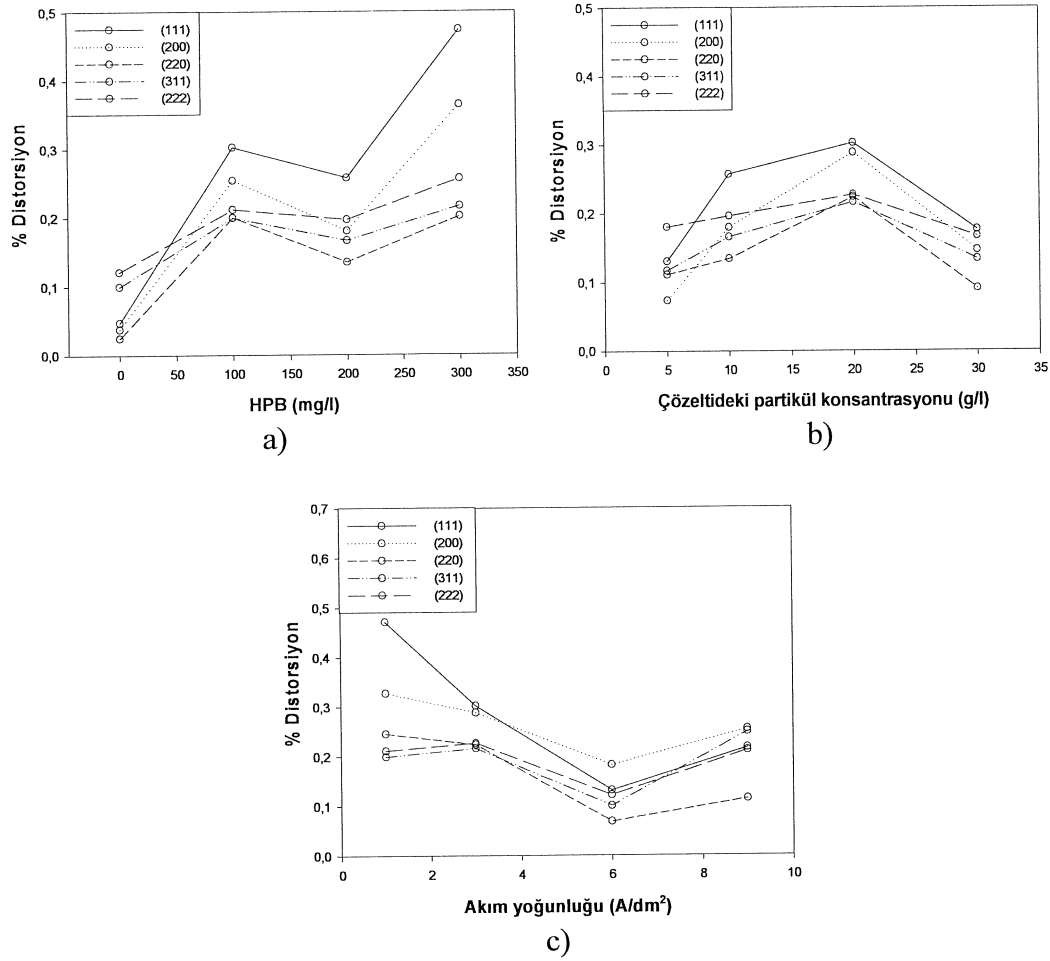 0,5
0,4
0,3
0,2
0,1
0,0
% Distorsiyon
(111)
(200)
(220)
(311)
(222)
0 50 100 150 200 250 300 350
HPB (mg/l)
a)
0,5
0,4
0,3
0,2
0,1
0,0
% Distorsiyon
(111)
(200)
(220)
(311)
(222)
0 5 10 15 20 25 30 35
Çözeltideki partikül konsantrasyonu (g/l)
b)
0,7
0,6
0,5
0,4
0,3
0,2
0,1
0,0
% Distorsiyon
(111)
(200)
(220)
(311)
(222)
0 2 4 6 8 10
Akım yoğunluğu (A/dm²)
c)